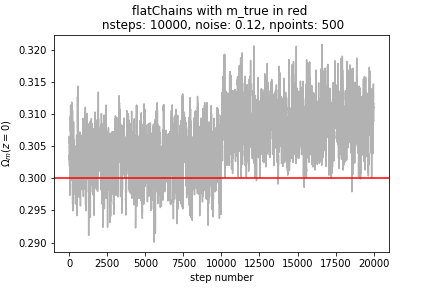 flatChains with m_true in red
nsteps: 10000, noise: 0.12, npoints: 500
0.320
0.315
0.310
0.305
0.300
0.295
0.290
Ωm(z = 0)
0 2500 5000 7500 10000 12500 15000 17500 20000
step number